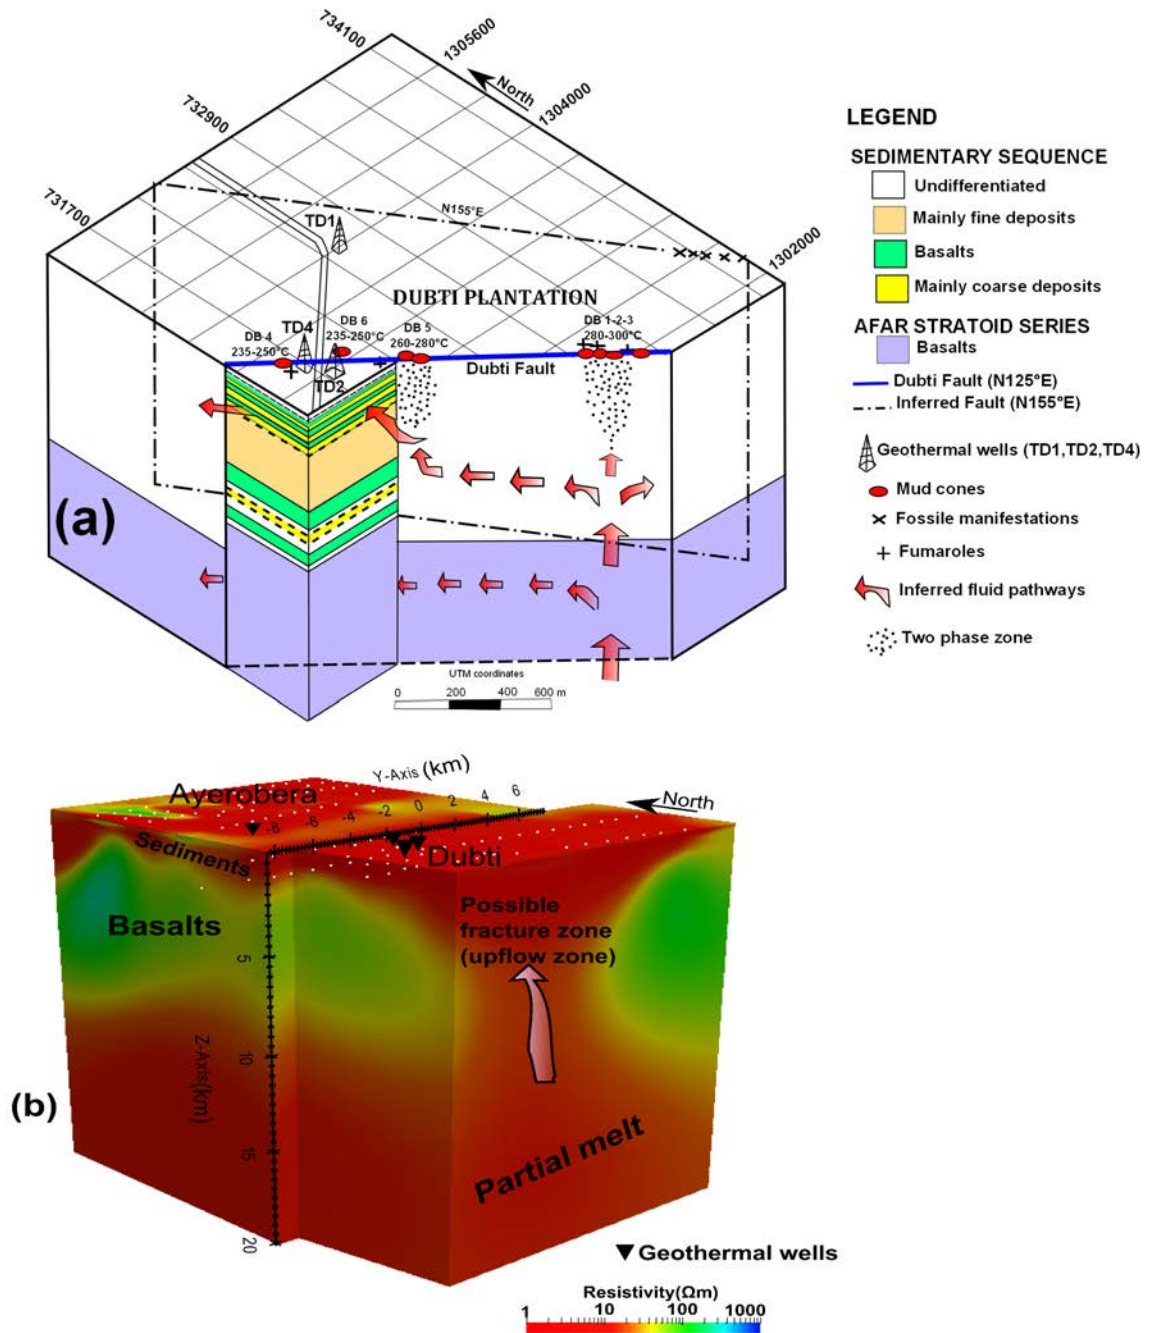 734100
1305600
North
732900
1304000
731700
N155°E
TD1
1302000
DUBTI PLANTATION
DB 4
235-250°C
TD4
DB 6
235-250°C
DB 5
260-280°C
DB 1-2-3
280-300°C
TD2
Dubti Fault
(a)
UTM coordinates
0 200 400 600 m
LEGEND
SEDIMENTARY SEQUENCE
Undifferentiated
Mainly fine deposits
Basalts
Mainly coarse deposits
AFAR STRATOID SERIES
Basalts
Dubti Fault (N125°E)
Inferred Fault (N155°E)
Geothermal wells (TD1,TD2,TD4)
Mud cones
Fossile manifestations
Fumaroles
Inferred fluid pathways
Two phase zone
Y-Axis (km)
-8 -6 -4 -2 0 2 4 6
North
Ayerobera
Sediments
Dubti
Basalts
Possible
fracture zone
(upflow zone)
Z-Axis(km)
5
10
15
20
(b)
Partial melt
Geothermal wells
Resistivity(Ωm)
1 10 100 1000